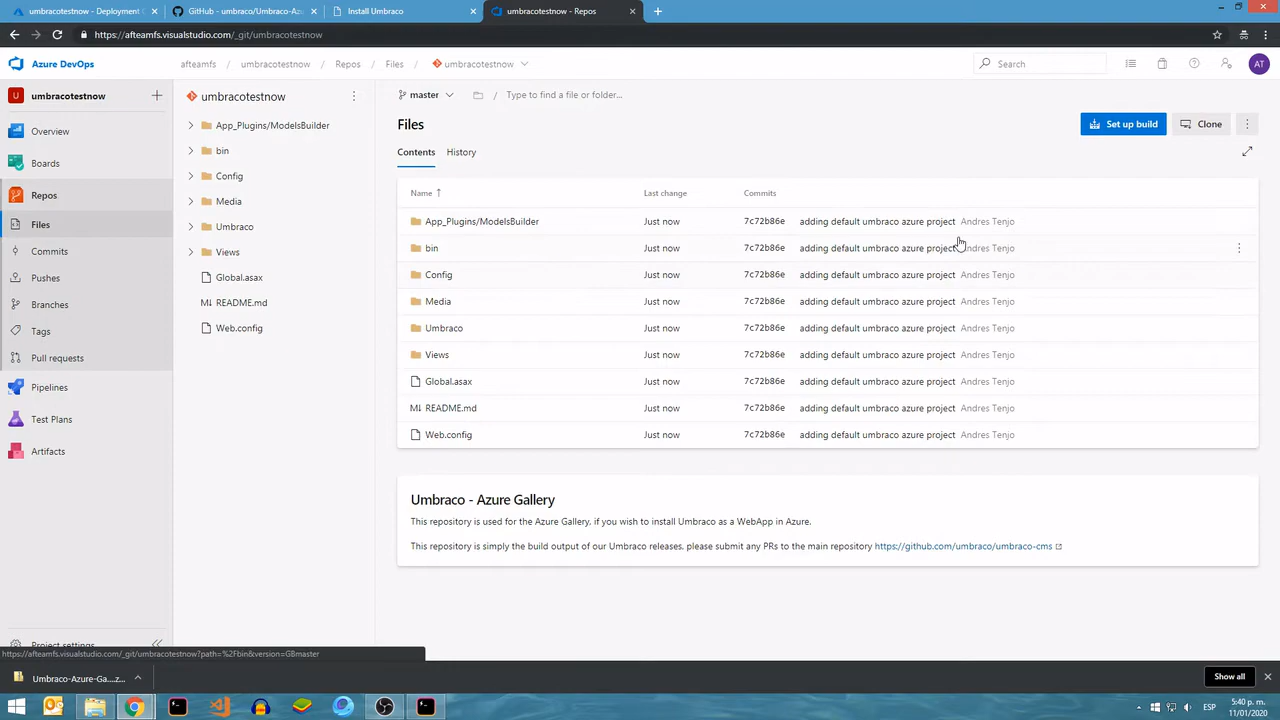 umbracotestnow - Deployment C
GitHub - umbraco/Umbraco-Az
Install Umbraco
umbracotestnow - Repos
https://afteamfs.visualstudio.com/_git/umbracotestnow
Azure DevOps
afteamfs / umbracotestnow / Repos / Files / umbracotestnow
Search
AT
U umbracotestnow
Overview
Boards
Repos
Files
Commits
Pushes
Branches
Tags
Pull requests
Pipelines
Test Plans
Artifacts
Project settings
umbracotestnow
App_Plugins/ModelsBuilder
bin
Config
Media
Umbraco
Views
Global.asax
M↓ README.md
Web.config
master / Type to find a file or folder...
Files
Set up build
Clone
Contents
History
Name Last change Commits
App_Plugins/ModelsBuilder Just now 7c72b86e adding default umbraco azure project Andres Tenjo
bin Just now 7c72b86e adding default umbraco azure project Andres Tenjo
Config Just now 7c72b86e adding default umbraco azure project Andres Tenjo
Media Just now 7c72b86e adding default umbraco azure project Andres Tenjo
Umbraco Just now 7c72b86e adding default umbraco azure project Andres Tenjo
Views Just now 7c72b86e adding default umbraco azure project Andres Tenjo
Global.asax Just now 7c72b86e adding default umbraco azure project Andres Tenjo
M↓ README.md Just now 7c72b86e adding default umbraco azure project Andres Tenjo
Web.config Just now 7c72b86e adding default umbraco azure project Andres Tenjo
Umbraco - Azure Gallery
This repository is used for the Azure Gallery, if you wish to install Umbraco as a WebApp in Azure.
This repository is simply the build output of our Umbraco releases, please submit any PRs to the main repository https://github.com/umbraco/umbraco-cms
https://afteamfs.visualstudio.com/_git/umbracotestnow?path=%2Fbin&version=GBmaster
Umbraco-Azure-Ga....z...
Show all
ESP
5:40 p. m.
11/01/2020